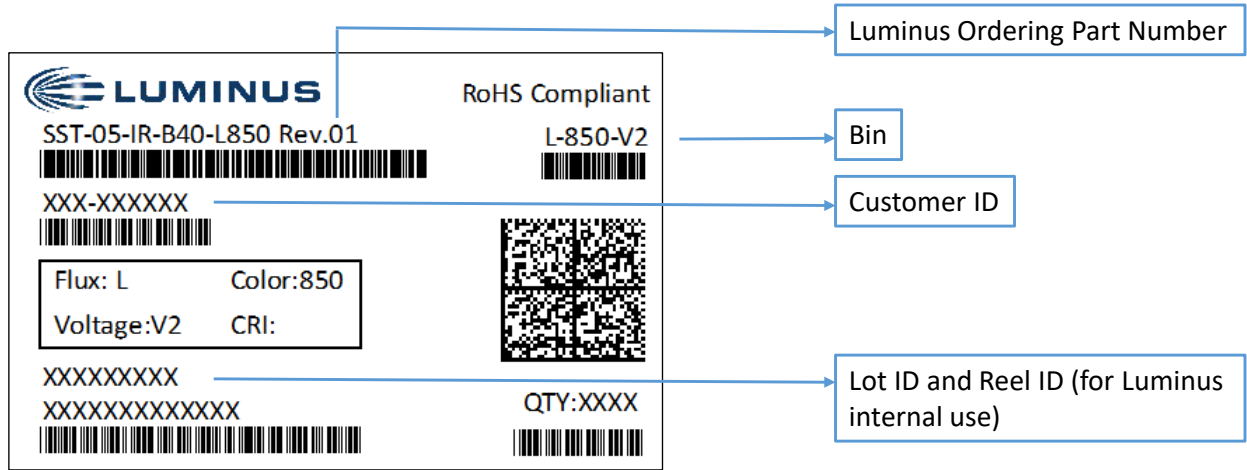 Luminus Ordering Part Number
LUMINUS
RoHS Compliant
SST-05-IR-B40-L850 Rev.01
L-850-V2
Bin
XXX-XXXXXX
Customer ID
Flux: L
Color:850
Voltage:V2
CRI:
XXXXXXXXX
Lot ID and Reel ID (for Luminus
internal use)
XXXXXXXXXXXXX
QTY:XXXX